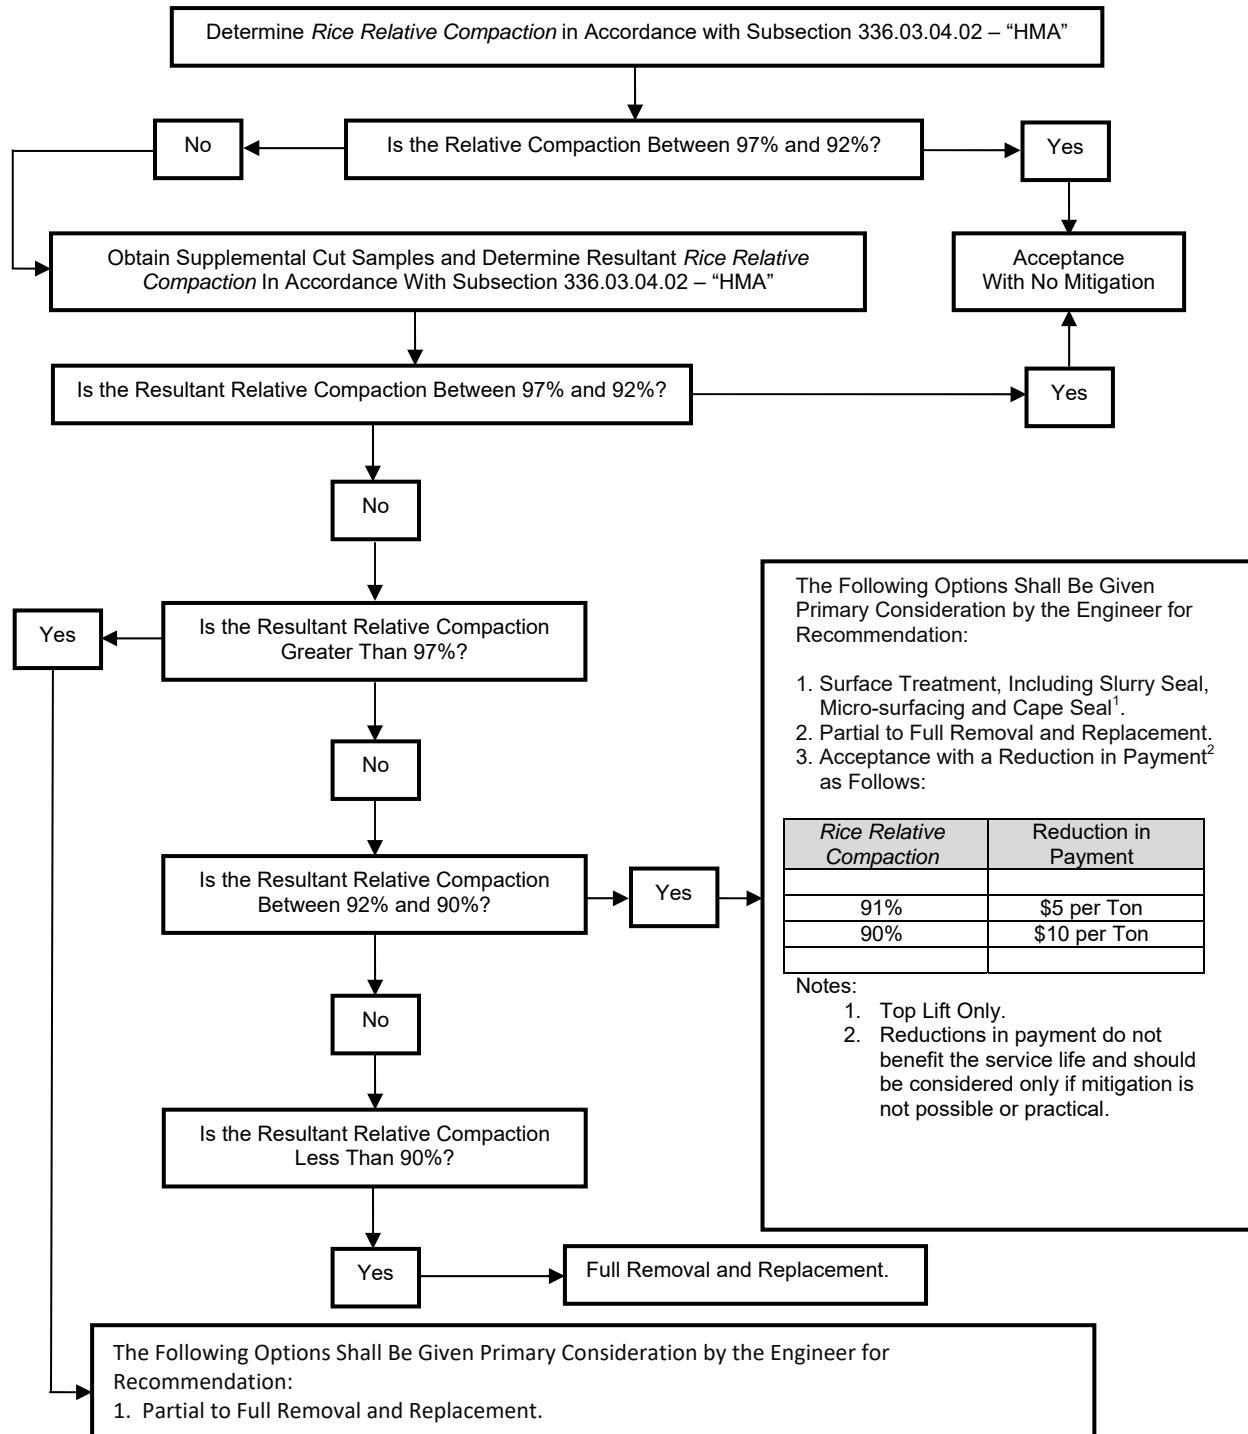 Determine Rice Relative Compaction in Accordance with Subsection 336.03.04.02 – “HMA”
No
Is the Relative Compaction Between 97% and 92%?
Yes
Obtain Supplemental Cut Samples and Determine Resultant Rice Relative
Compaction In Accordance With Subsection 336.03.04.02 – “HMA”
Acceptance
With No Mitigation
Is the Resultant Relative Compaction Between 97% and 92%?
Yes
No
Yes
Is the Resultant Relative Compaction
Greater Than 97%?
No
Is the Resultant Relative Compaction
Between 92% and 90%?
Yes
The Following Options Shall Be Given
Primary Consideration by the Engineer for
Recommendation:
1. Surface Treatment, Including Slurry Seal,
Micro-surfacing and Cape Seal1.
2. Partial to Full Removal and Replacement.
3. Acceptance with a Reduction in Payment2
as Follows:
Rice Relative
Compaction
Reduction in
Payment
91% $5 per Ton
90% $10 per Ton
Notes:
1. Top Lift Only.
2. Reductions in payment do not
benefit the service life and should
be considered only if mitigation is
not possible or practical.
No
Is the Resultant Relative Compaction
Less Than 90%?
Yes
Full Removal and Replacement.
The Following Options Shall Be Given Primary Consideration by the Engineer for
Recommendation:
1. Partial to Full Removal and Replacement.